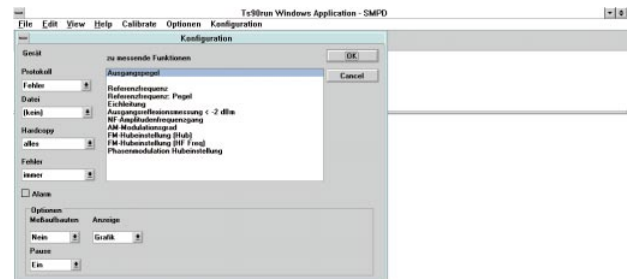 Ts90run Windows Application - SMPD
File Edit View Help Calibrate Optionen Konfiguration
Konfiguration
Gerät
zu messende Funktionen
OK
Cancel
Protokoll
Fehler
Datei
(kein)
Hardcopy
alles
Fehler
immer
Ausgangspegel
Referenzfrequenz
Referenzfrequenz: Pegel
Eichleitung
Ausgangsreflexionsmessung < -2 dBm
NF-Amplitudenfrequenzgang
AM-Modulationsgrad
FM-Hubeinstellung (Hub)
FM-Hubeinstellung (HF Freq)
Phasenmodulation Hubeinstellung
Alarm
Optionen
Meßaufbauten Anzeige
Nein Grafik
Pause
Ein